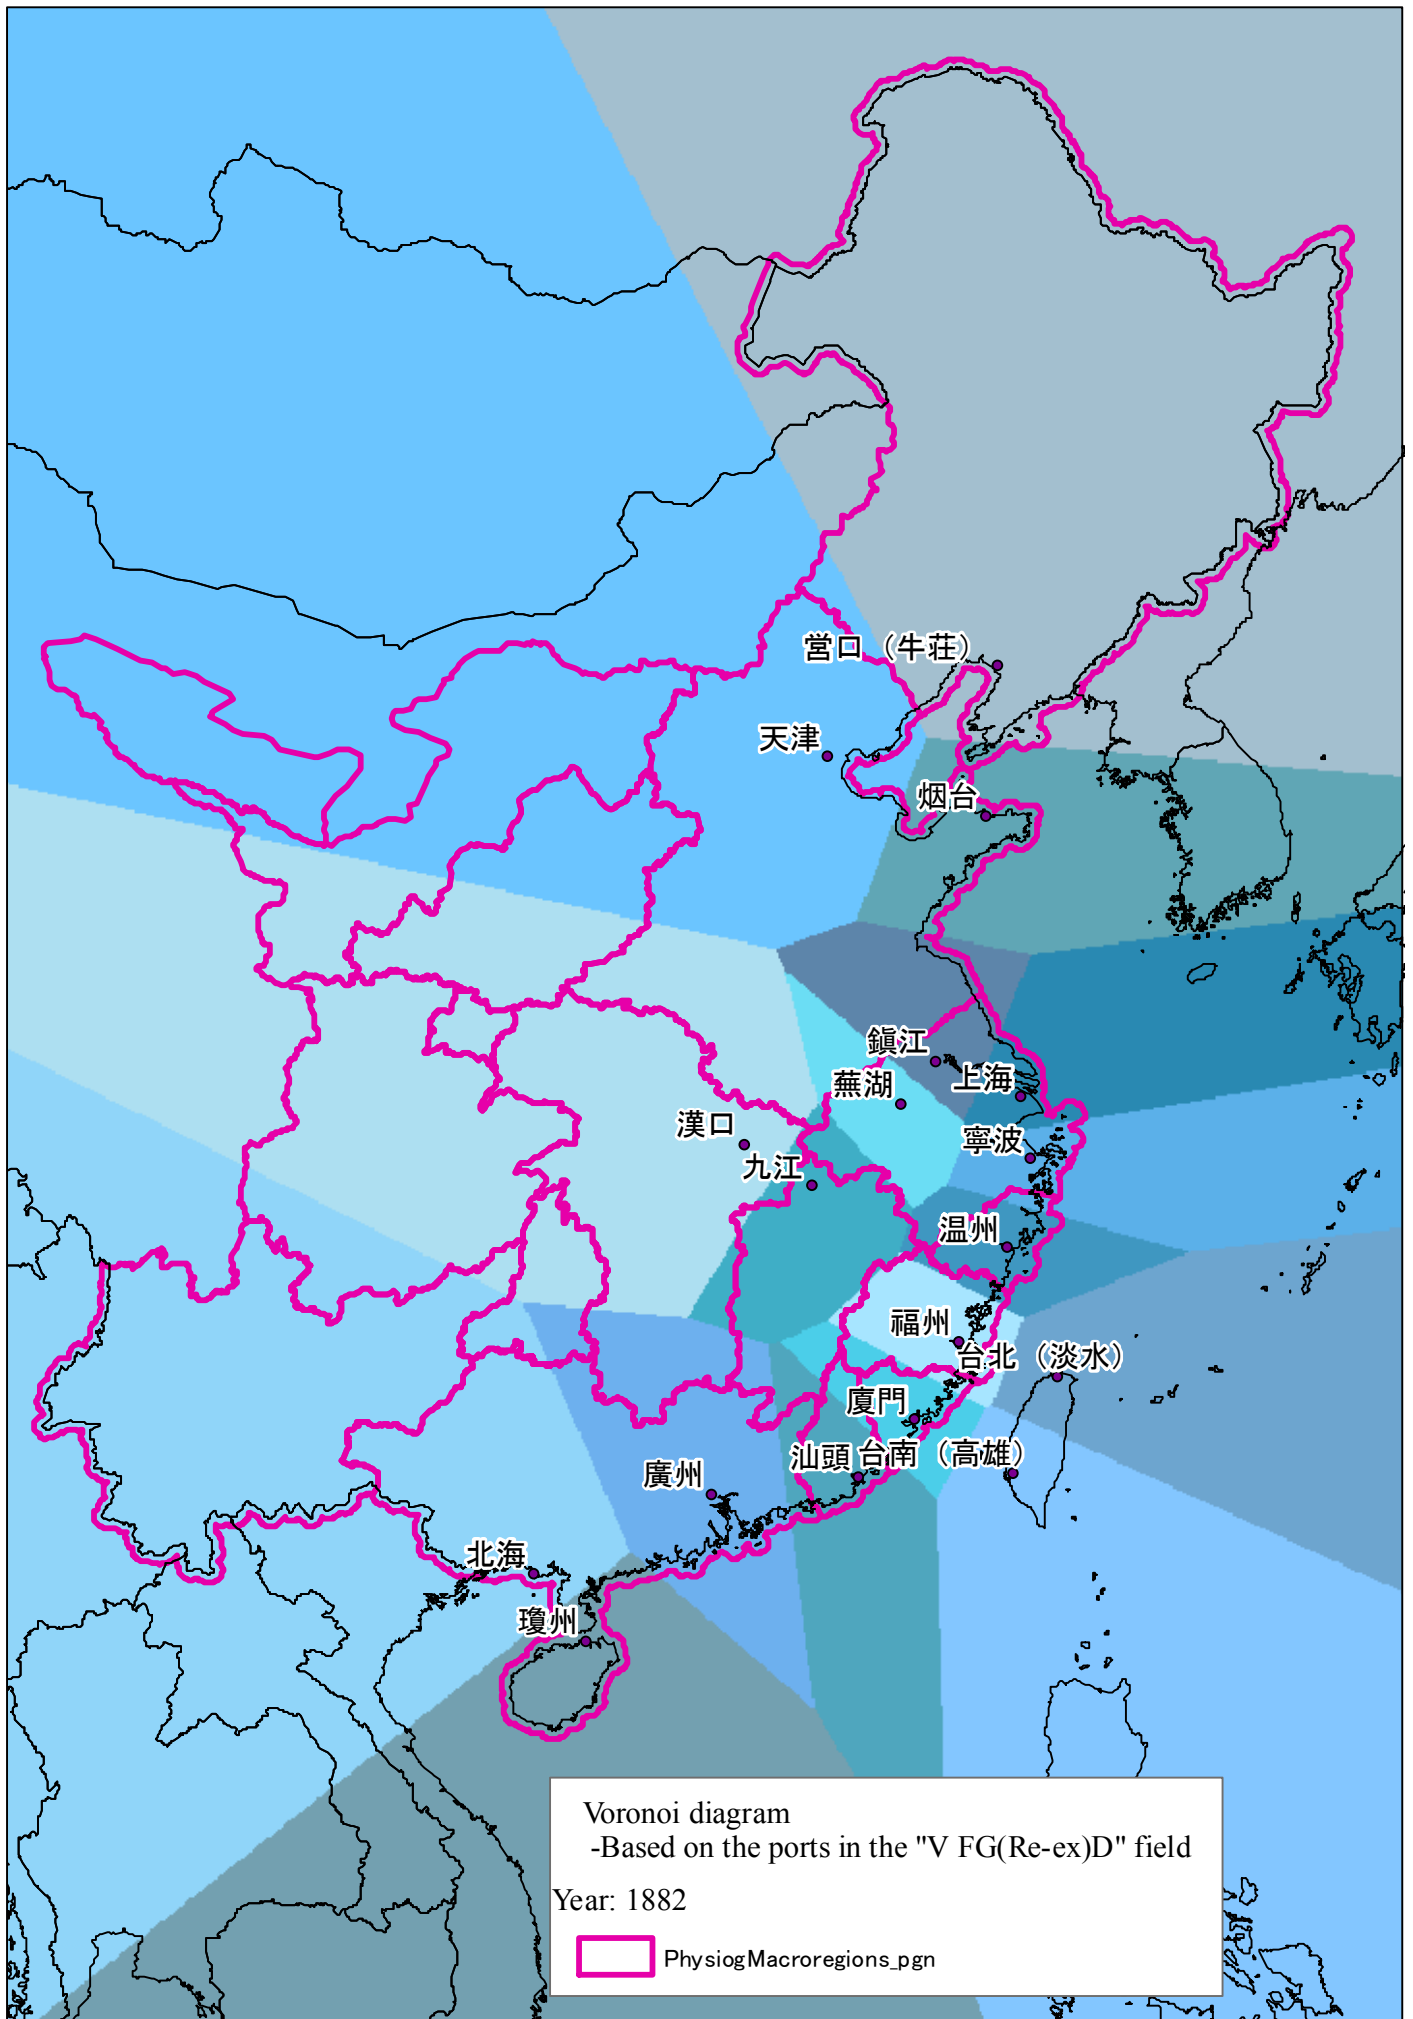 営口（牛荘）
天津
烟台
鎮江
上海
蕪湖
漢口
寧波
九江
温州
福州
台北（淡水）
廈門
汕頭
台南（高雄）
廣州
北海
瓊州
Voronoi diagram
-Based on the ports in the "V FG(Re-ex)D" field
Year: 1882
PhysiogMacroregions_pgn